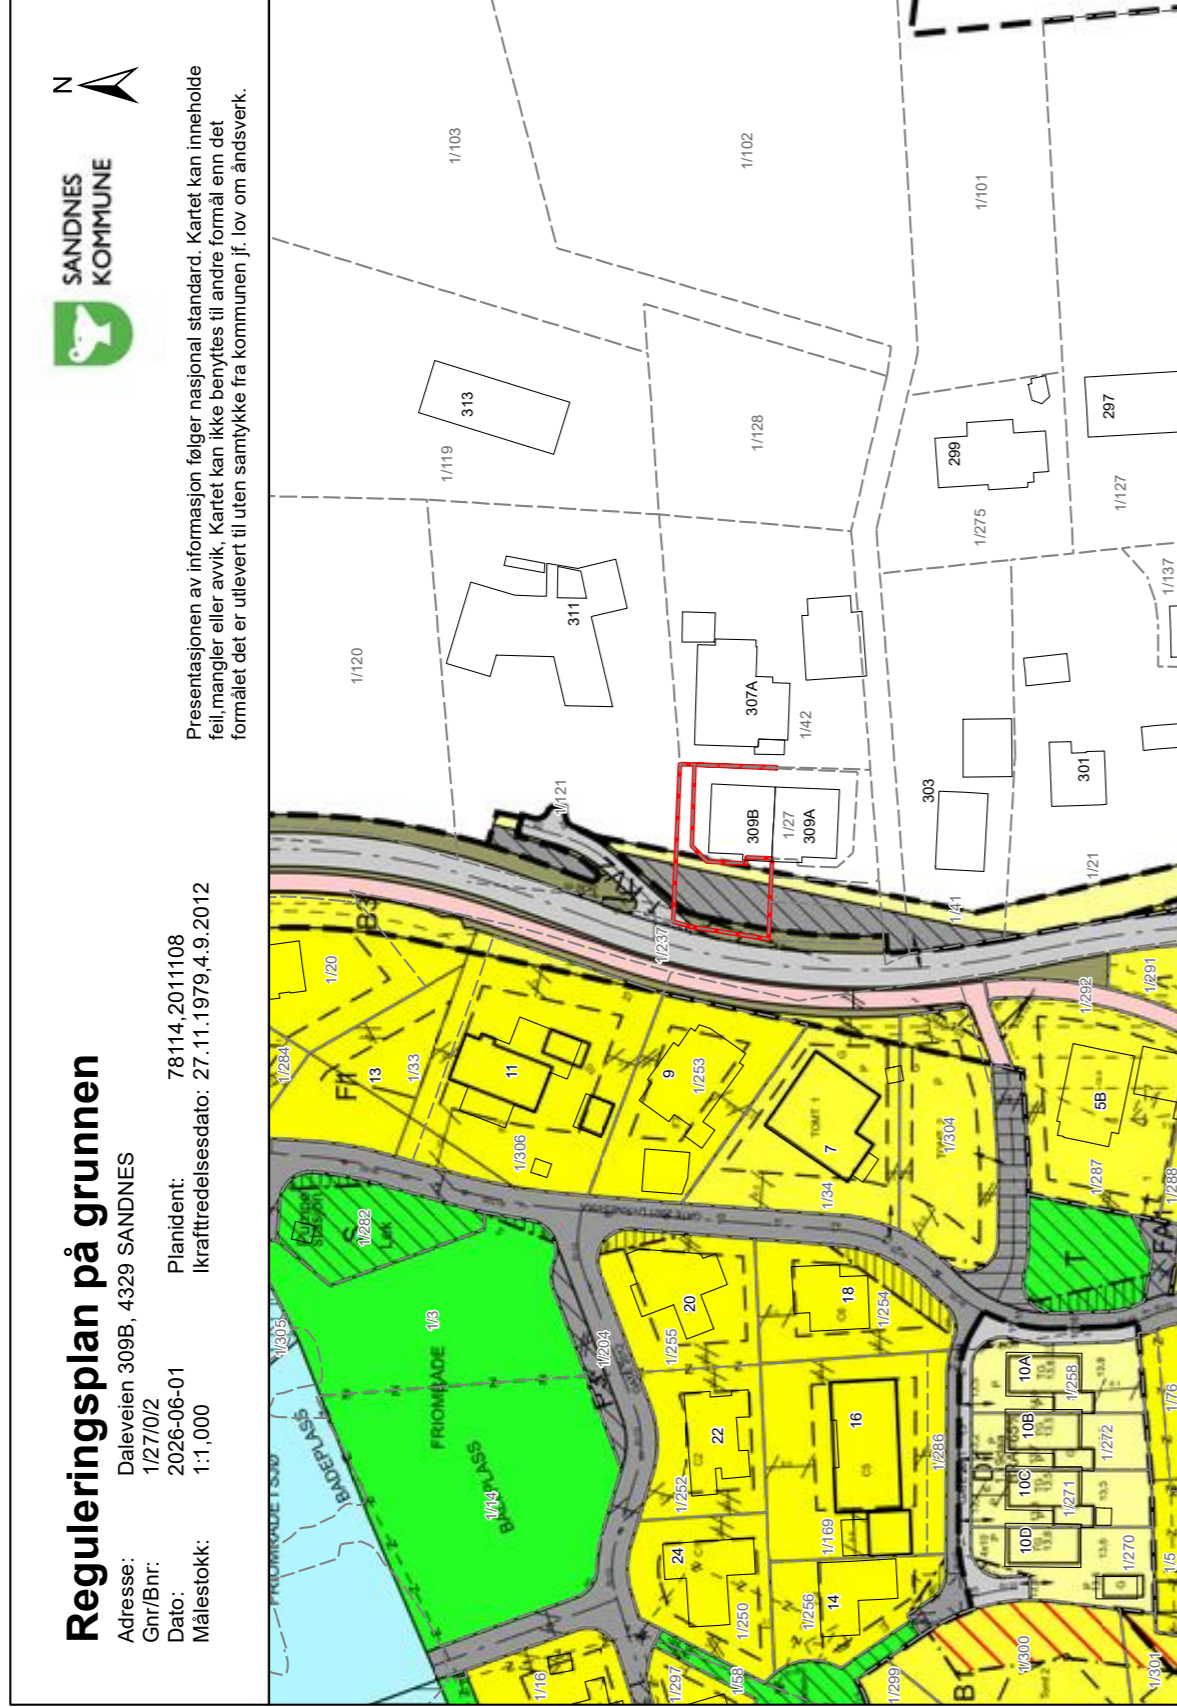 Reguleringsplan på grunnen
Adresse: Daleveien 309B, 4329 SANDNES
Gnr/Bnr: 1/27/0/2
Dato: 2026-06-01
Målestokk: 1:1,000
Planident: 78114,2011108
Ikrafttredelsesdato: 27.11.1979,4.9.2012
SANDNES
KOMMUNE
N
Presentasjonen av informasjon følger nasjonal standard. Kartet kan inneholde
feil,mangler eller avvik, Kartet kan ikke benyttes til andre formål enn det
formålet det er utlevert til uten samtykke fra kommunen jf. lov om åndsverk.
1/305
BADEPLASS
FRIOMRADE
1/3
1/14
1/282
1/284
1/20
B3
13
1/33
11
1/306
9
1/253
7
TOMT 1
1/34
1/304
5B
1/287
1/288
1/292
1/291
1/204
20
1/255
18
1/254
22
1/252
16
1/169
1/286
24
1/250
14
1/256
1/16
1/297
1/58
1/299
1/300
1/301
10A
10B
10C
10D
1/258
1/272
1/271
1/270
1/76
1/5
T
1/237
1/121
1/120
311
1/119
313
1/103
1/102
1/101
1/128
307A
1/42
309B
1/27
309A
303
301
1/41
1/21
299
1/275
297
1/127
1/137